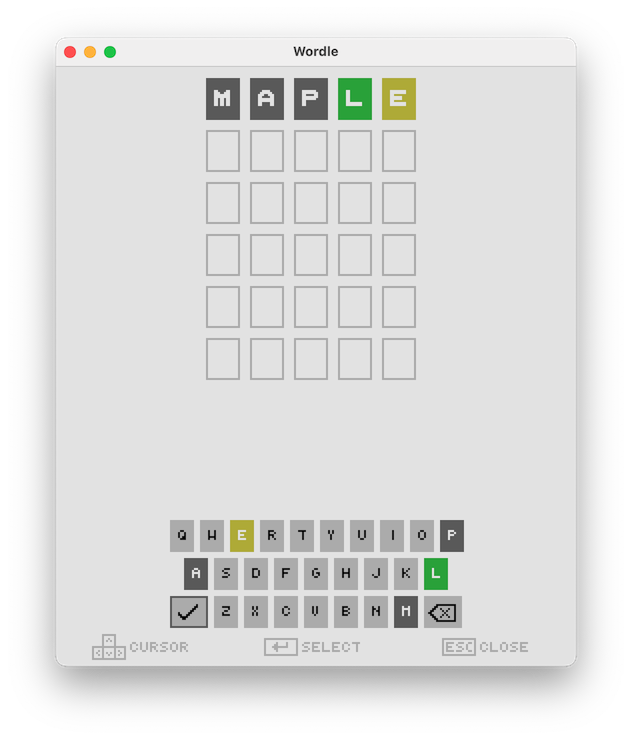 Wordle
MAPLE
QWERTYUIOP
ASDFGHJKL
ZXCVBNM
CURSOR SELECT ESC CLOSE